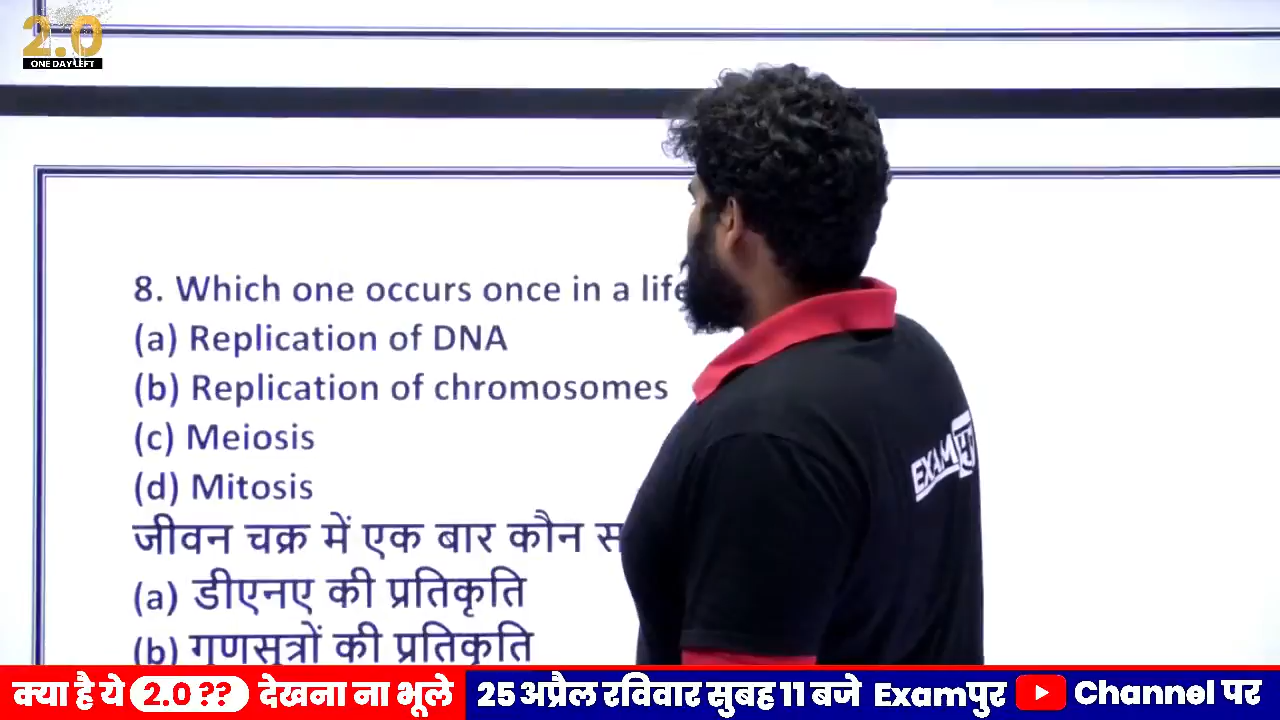 2.0
ONE DAY LEFT
8. Which one occurs once in a life
(a) Replication of DNA
(b) Replication of chromosomes
(c) Meiosis
(d) Mitosis
जीवन चक्र में एक बार कौन
(a) डीएनए की प्रतिकृति
(b) गुणसूत्रों की प्रतिकृति
EXAMपुर
क्या है ये 2.0 ?? देखना ना भूले
25 अप्रैल रविवार सुबह 11 बजे Examपुर Channel पर